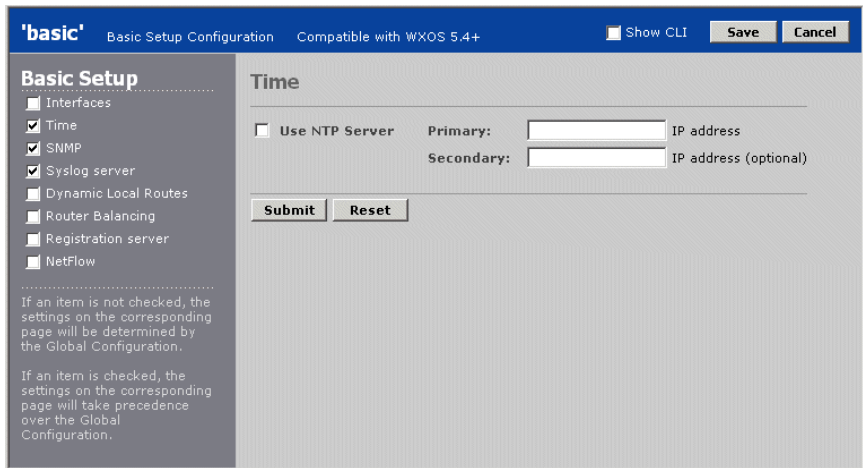 'basic' Basic Setup Configuration Compatible with WXOS 5.4+ Show CLI Save Cancel
Basic Setup
Interfaces
Time
SNMP
Syslog server
Dynamic Local Routes
Router Balancing
Registration server
NetFlow
If an item is not checked, the
settings on the corresponding
page will be determined by
the Global Configuration.
If an item is checked, the
settings on the corresponding
page will take precedence
over the Global
Configuration.
Time
Use NTP Server Primary: IP address
Secondary: IP address (optional)
Submit Reset